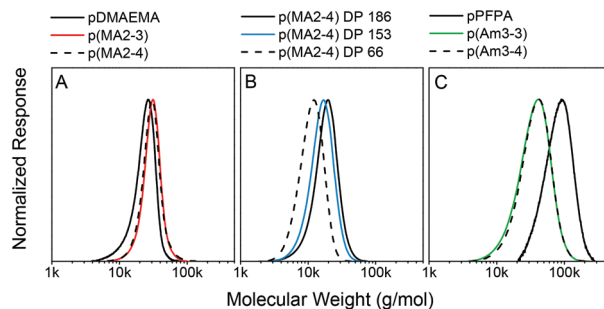 pDMAEMA
p(MA2-3)
p(MA2-4)
p(MA2-4) DP 186
p(MA2-4) DP 153
p(MA2-4) DP 66
pPFPA
p(Am3-3)
p(Am3-4)
Normalized Response
A
B
C
1k 10k 100k 1k 10k 100k 1k 10k 100k
Molecular Weight (g/mol)